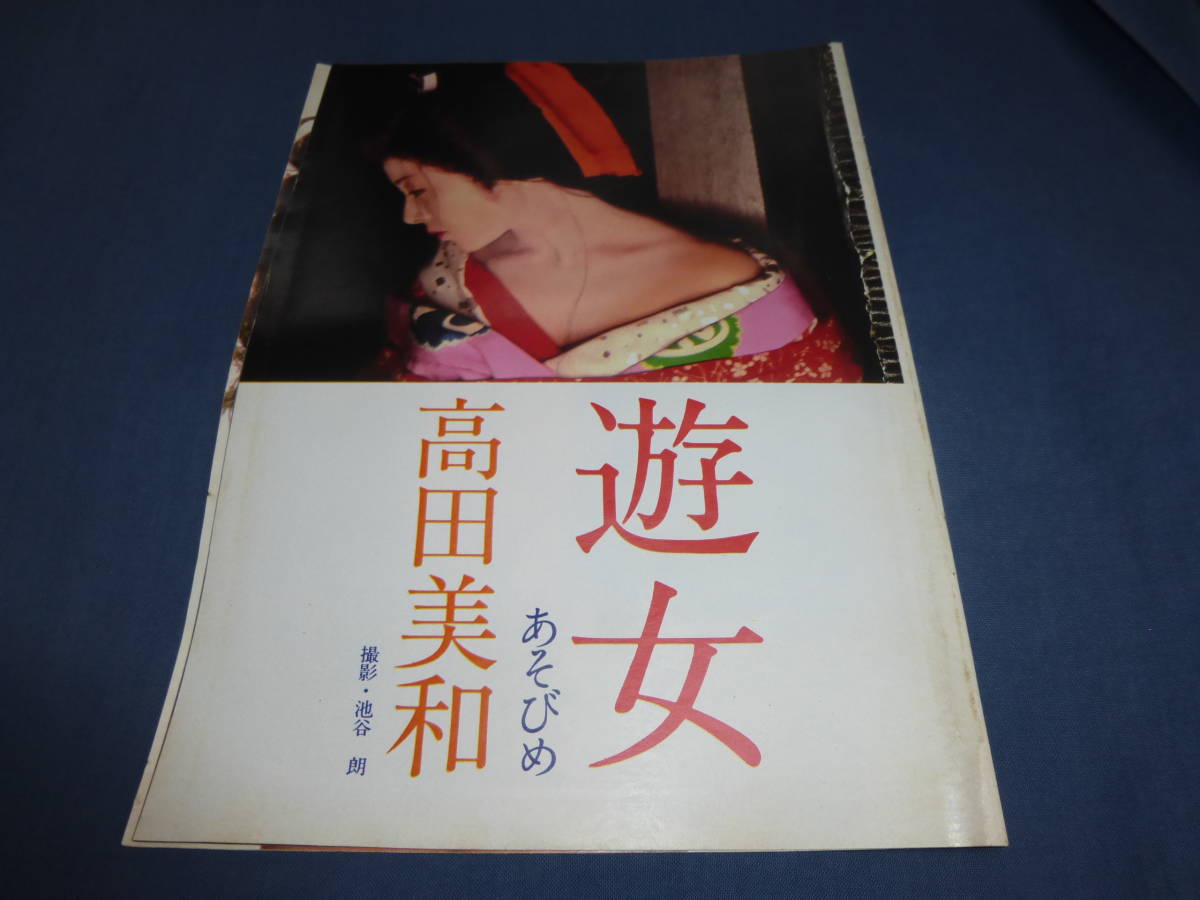 遊女
あそびめ
高田美和
撮影・池谷 朗